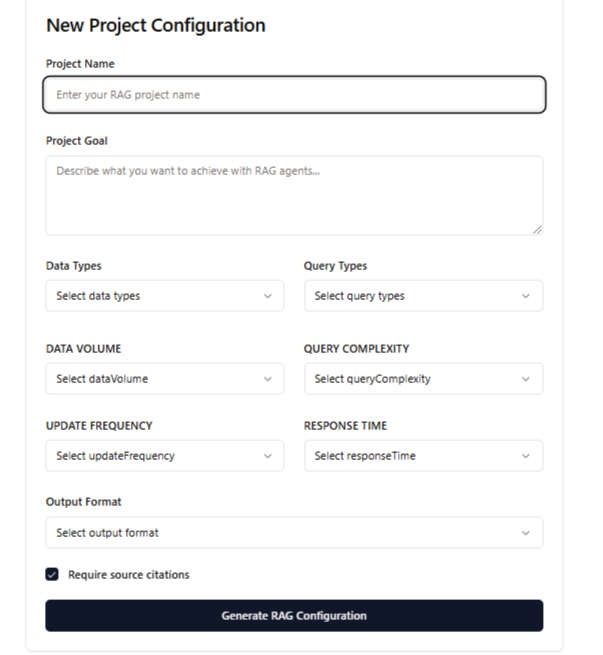 New Project Configuration
Project Name
Enter your RAG project name
Project Goal
Describe what you want to achieve with RAG agents...
Data Types
Query Types
Select data types
Select query types
DATA VOLUME
QUERY COMPLEXITY
Select dataVolume
Select queryComplexity
UPDATE FREQUENCY
RESPONSE TIME
Select updateFrequency
Select responseTime
Output Format
Select output format
Require source citations
Generate RAG Configuration